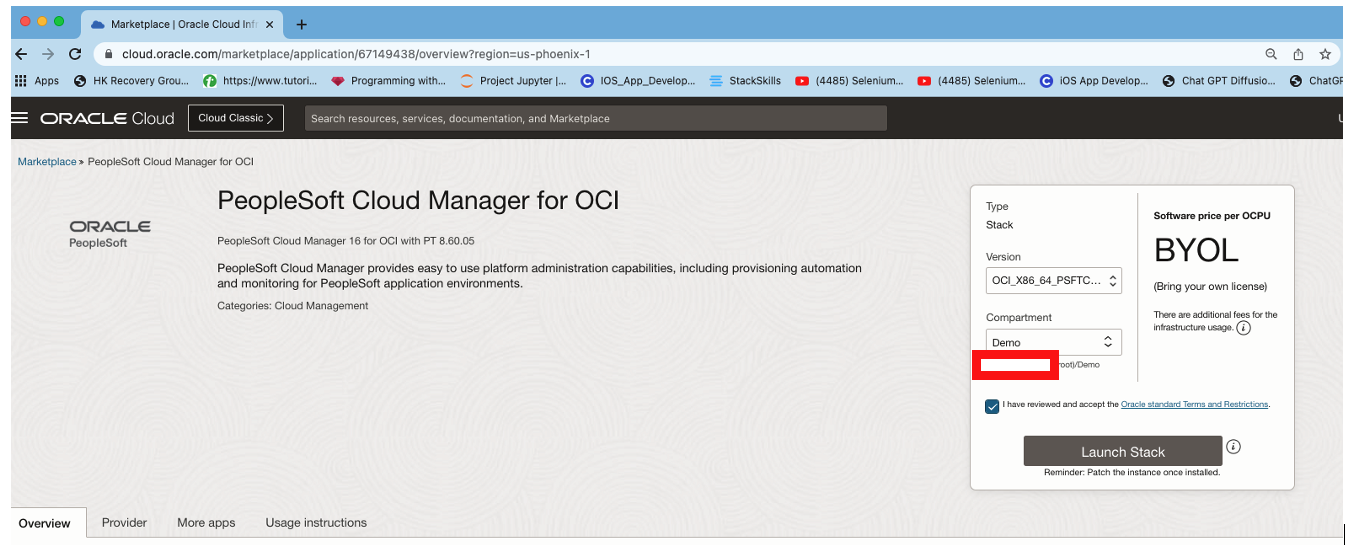 Marketplace | Oracle Cloud Infr
cloud.oracle.com/marketplace/application/67149438/overview?region=us-phoenix-1
Apps HK Recovery Grou... https://www.tutori... Programming with... Project Jupyter |... IOS_App_Develop... StackSkills (4485) Selenium... (4485) Selenium... iOS App Develop... Chat GPT Diffusio... ChatGP
ORACLE Cloud Cloud Classic > Search resources, services, documentation, and Marketplace
Marketplace » PeopleSoft Cloud Manager for OCI
ORACLE
PeopleSoft
PeopleSoft Cloud Manager for OCI
PeopleSoft Cloud Manager 16 for OCI with PT 8.60.05
PeopleSoft Cloud Manager provides easy to use platform administration capabilities, including provisioning automation
and monitoring for PeopleSoft application environments.
Categories: Cloud Management
Type
Stack
Version
OCI_X86_64_PSFTC...
Compartment
Demo
root)/Demo
Software price per OCPU
BYOL
(Bring your own license)
There are additional fees for the
infrastructure usage.
I have reviewed and accept the Oracle standard Terms and Restrictions.
Launch Stack
Reminder: Patch the instance once installed.
Overview Provider More apps Usage instructions